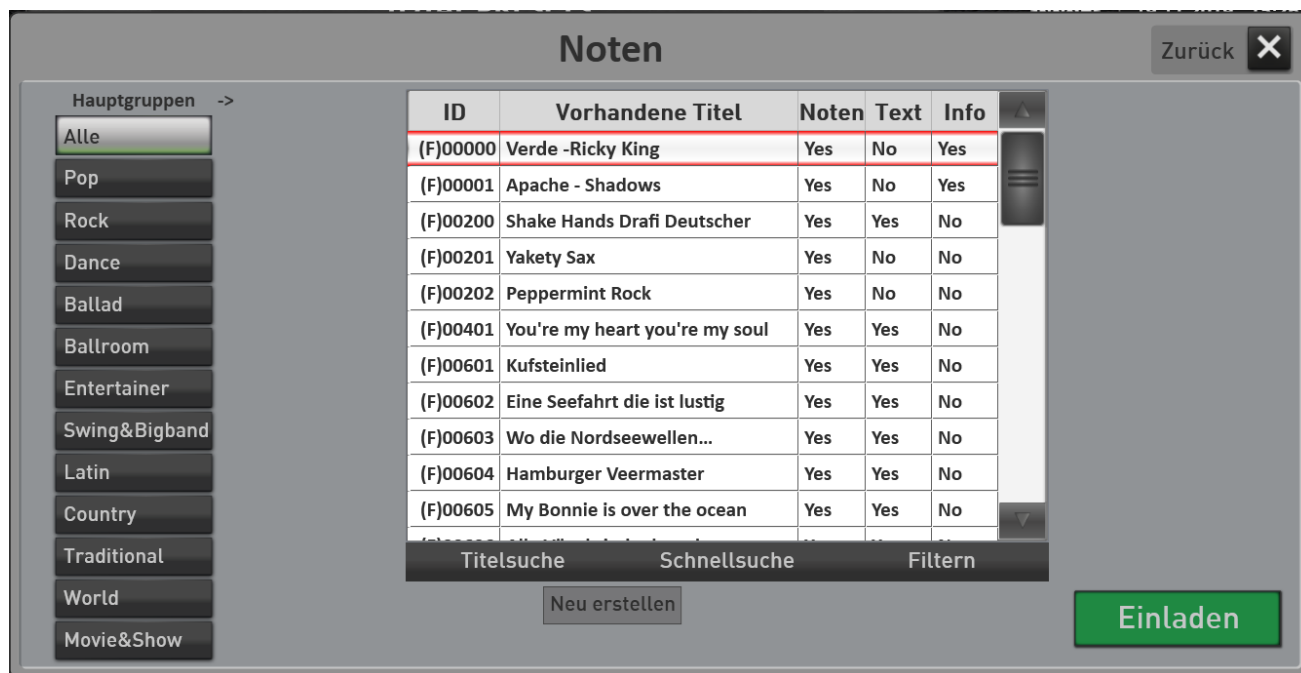 Noten
Zurück
Hauptgruppen ->
Alle
Pop
Rock
Dance
Ballad
Ballroom
Entertainer
Swing&Bigband
Latin
Country
Traditional
World
Movie&Show
ID Vorhandene Titel Noten Text Info
(F)00000 Verde -Ricky King Yes No Yes
(F)00001 Apache - Shadows Yes No Yes
(F)00200 Shake Hands Drafi Deutscher Yes Yes No
(F)00201 Yakety Sax Yes No No
(F)00202 Peppermint Rock Yes No No
(F)00401 You're my heart you're my soul Yes Yes No
(F)00601 Kufsteinlied Yes Yes No
(F)00602 Eine Seefahrt die ist lustig Yes Yes No
(F)00603 Wo die Nordseewellen... Yes Yes No
(F)00604 Hamburger Veermaster Yes Yes No
(F)00605 My Bonnie is over the ocean Yes Yes No
Titelsuche Schnellsuche Filtern
Neu erstellen
Einladen